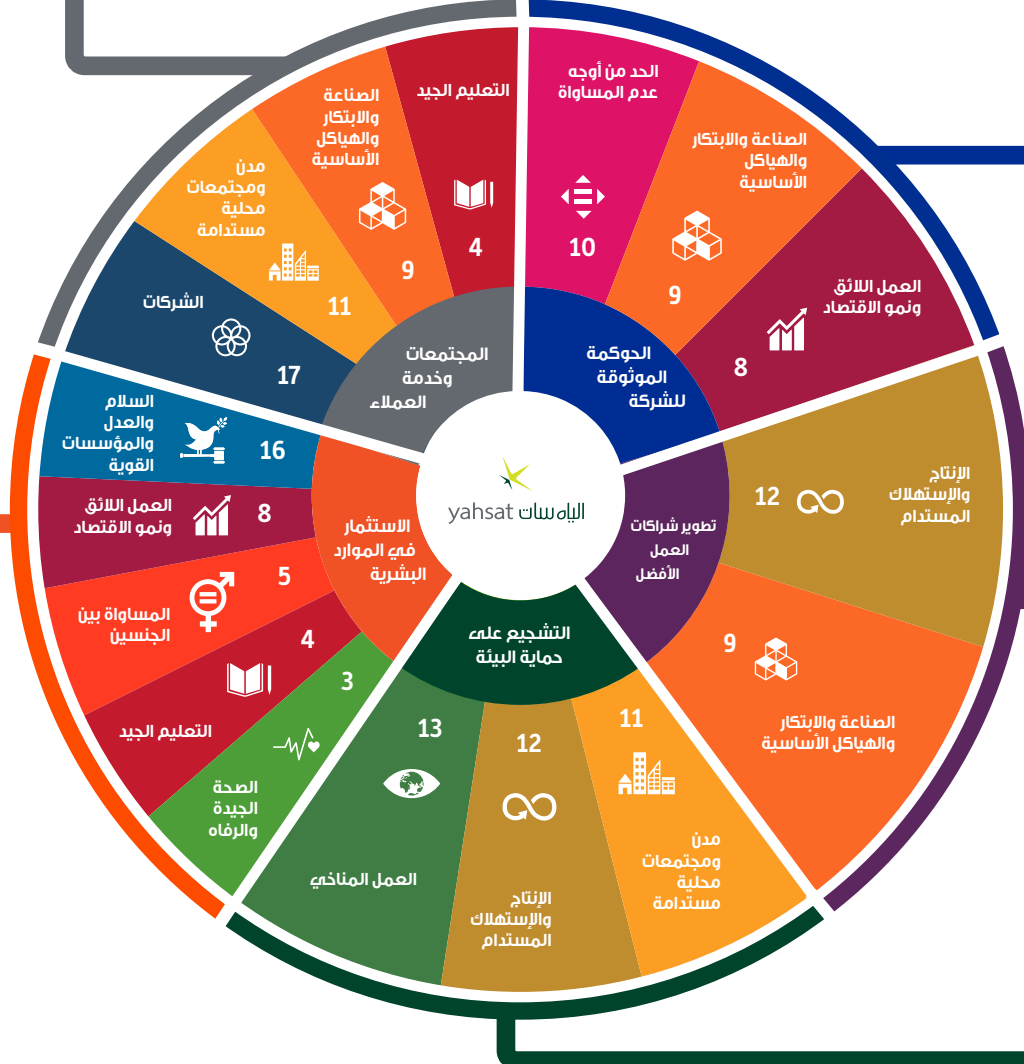 الحد من أوجه
عدم المساواة
10
الصناعة والابتكار
والهياكل
الأساسية
9
العمل اللائق
ونمو الاقتصاد
8
الحوكمة
الموثوقة
للشركة
الإنتاج
والإستهلاك
المستدام
12
الصناعة والابتكار
والهياكل الأساسية
9
تطوير شراكات
العمل
الأفضل
مدن
ومجتمعات
محلية
مستدامة
11
الإنتاج
والإستهلاك
المستدام
12
العمل المناخي
13
التشجيع على
حماية البيئة
الصحة
الجيدة
والرفاه
3
التعليم الجيد
4
المساواة بين
الجنسين
5
العمل اللائق
ونمو الاقتصاد
8
السلام
والعدل
والمؤسسات
القوية
16
الاستثمار
في الموارد
البشرية
الشركات
17
مدن
ومجتمعات
محلية
مستدامة
11
الصناعة
والابتكار
والهياكل
الأساسية
9
التعليم الجيد
4
المجتمعات
وخدمة
العملاء
yahsat الياه سات